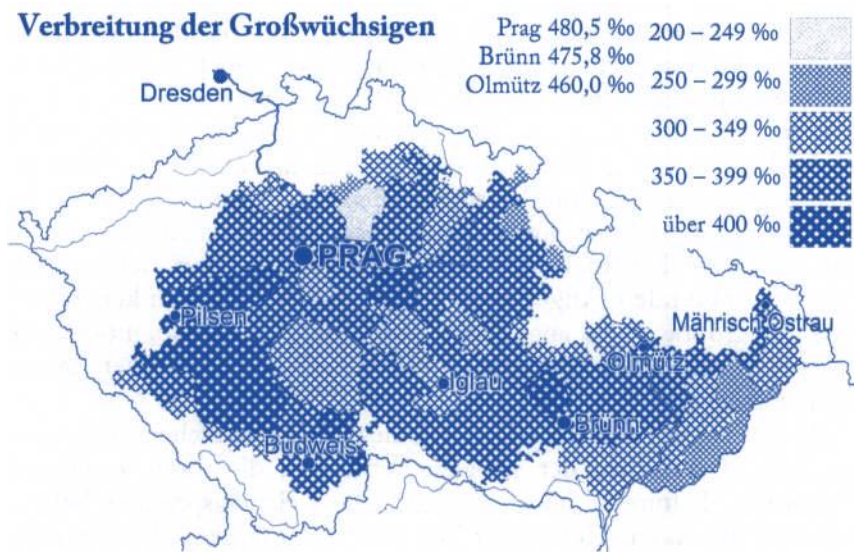 Verbreitung der Großwüchsigen
Prag 480,5 ‰
Brünn 475,8 ‰
Olmütz 460,0 ‰
200 – 249 ‰
250 – 299 ‰
300 – 349 ‰
350 – 399 ‰
über 400 ‰
Dresden
PRAG
Pilsen
Mährisch Ostrau
Olmütz
Iglau
Brünn
Budweis